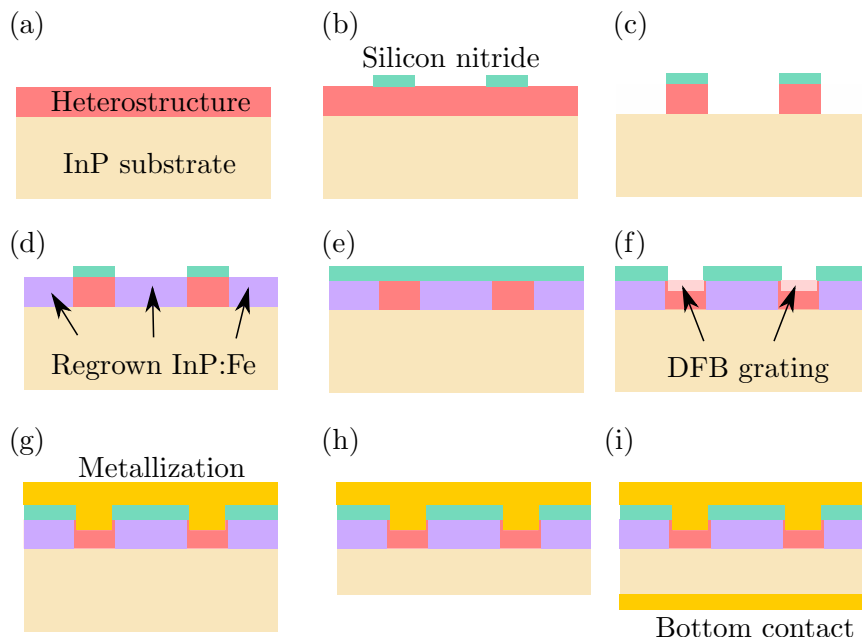 (a)
(b)
(c)
Silicon nitride
Heterostructure
InP substrate
(d)
(e)
(f)
Regrown InP:Fe
DFB grating
(g)
(h)
(i)
Metallization
Bottom contact